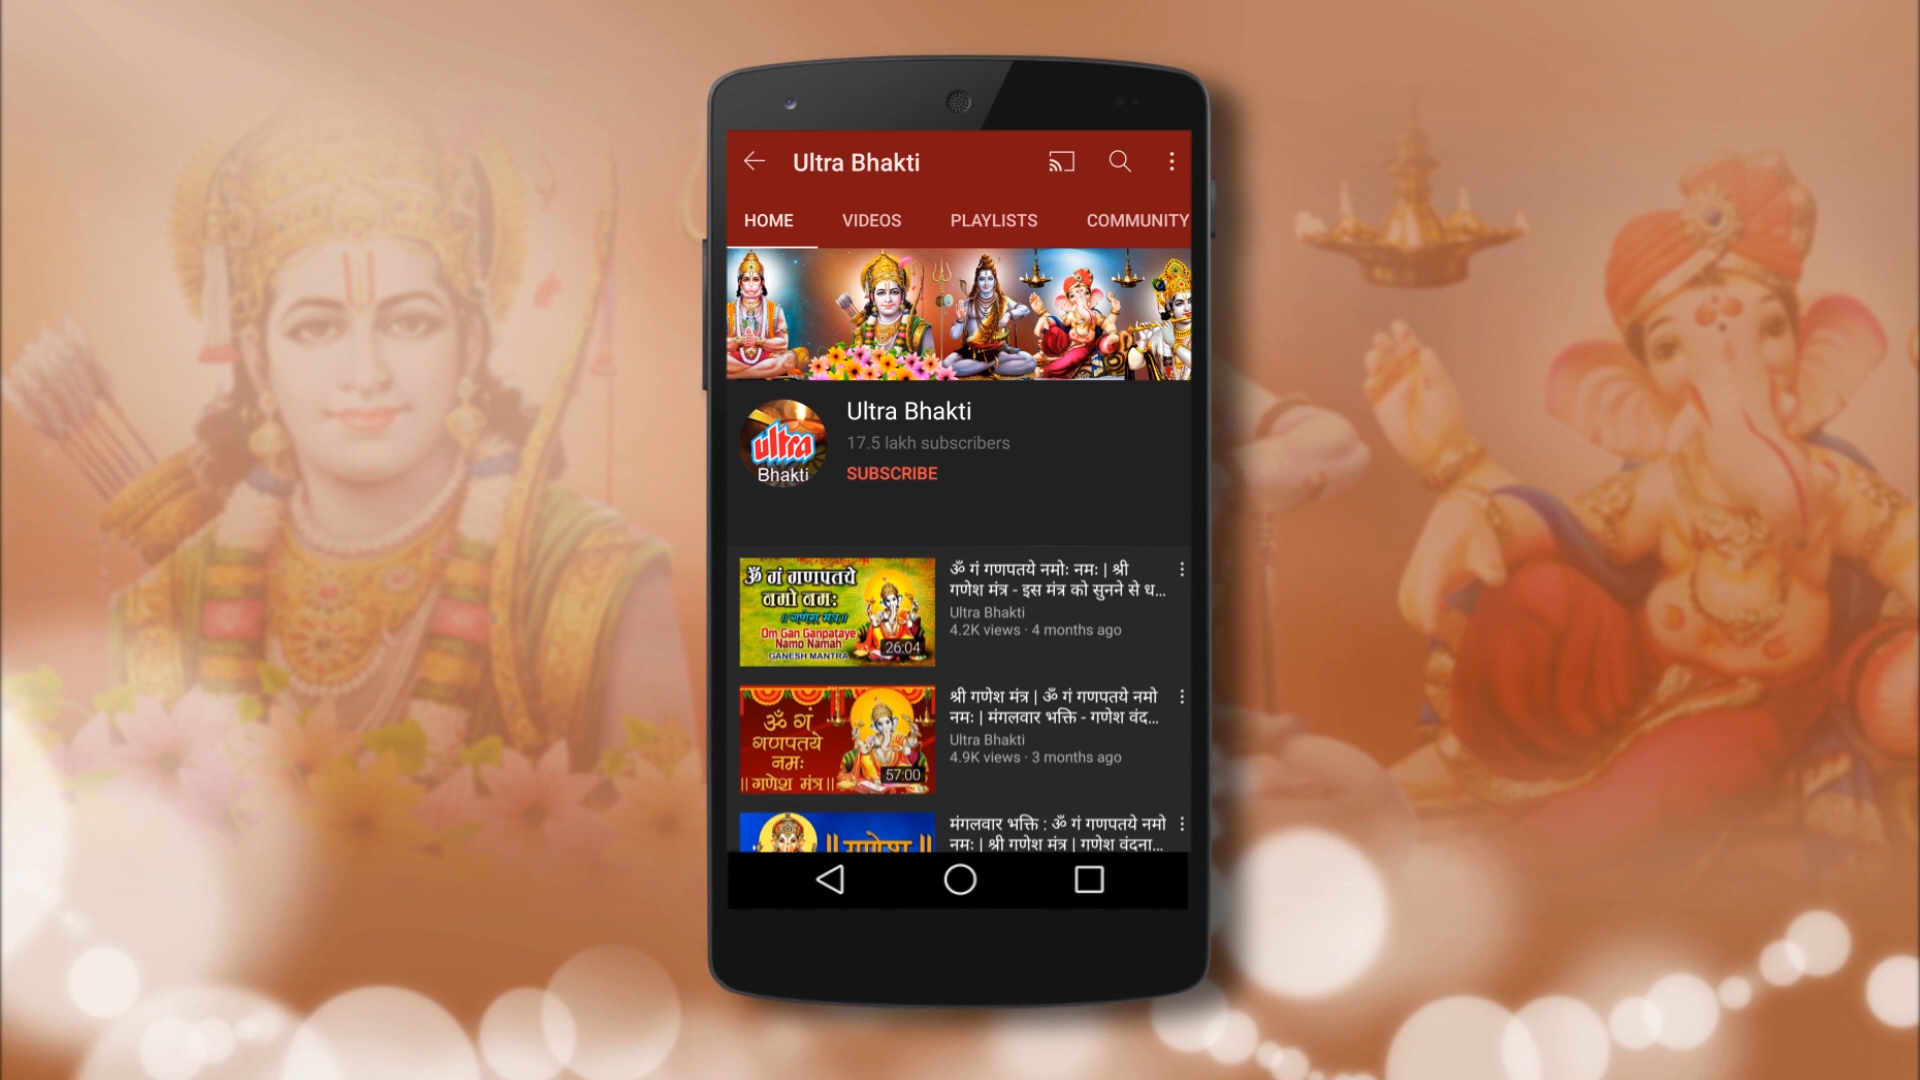 Ultra Bhakti
HOME VIDEOS PLAYLISTS COMMUNITY
ultra
Bhakti
Ultra Bhakti
17.5 lakh subscribers
SUBSCRIBE
ॐ गं गणपतये
नमो नमः
॥ गणेश मंत्र॥
Om Gan Ganpataye
Namo Namah
GANESH MANTRA
26:04
ॐ गं गणपतये नमोः नमः | श्री
गणेश मंत्र - इस मंत्र को सुनने से ध...
Ultra Bhakti
4.2K views · 4 months ago
ॐ गं
गणपतये
नमः
॥गणेश मंत्र॥
57:00
श्री गणेश मंत्र | ॐ गं गणपतये नमो
नमः | मंगलवार भक्ति - गणेश वंद...
Ultra Bhakti
4.9K views · 3 months ago
॥ गणेश ॥
मंगलवार भक्ति : ॐ गं गणपतये नमो
नमः | श्री गणेश मंत्र | गणेश वंदना...